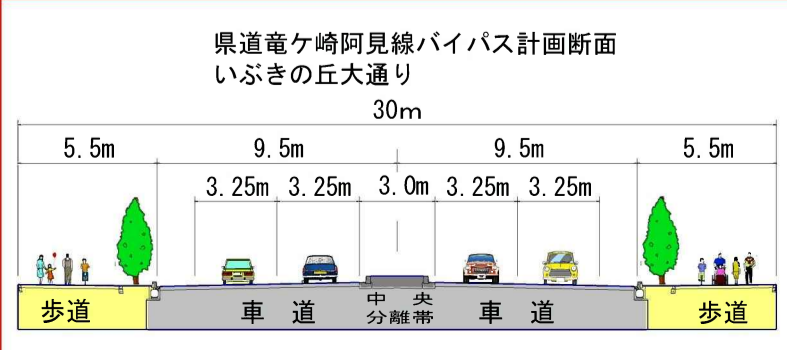 県道竜ケ崎阿見線バイパス計画断面
いぶきの丘大通り
30m
5.5m 9.5m 9.5m 5.5m
3.25m 3.25m 3.0m 3.25m 3.25m
歩道 車道 中央 車道 歩道
分離帯